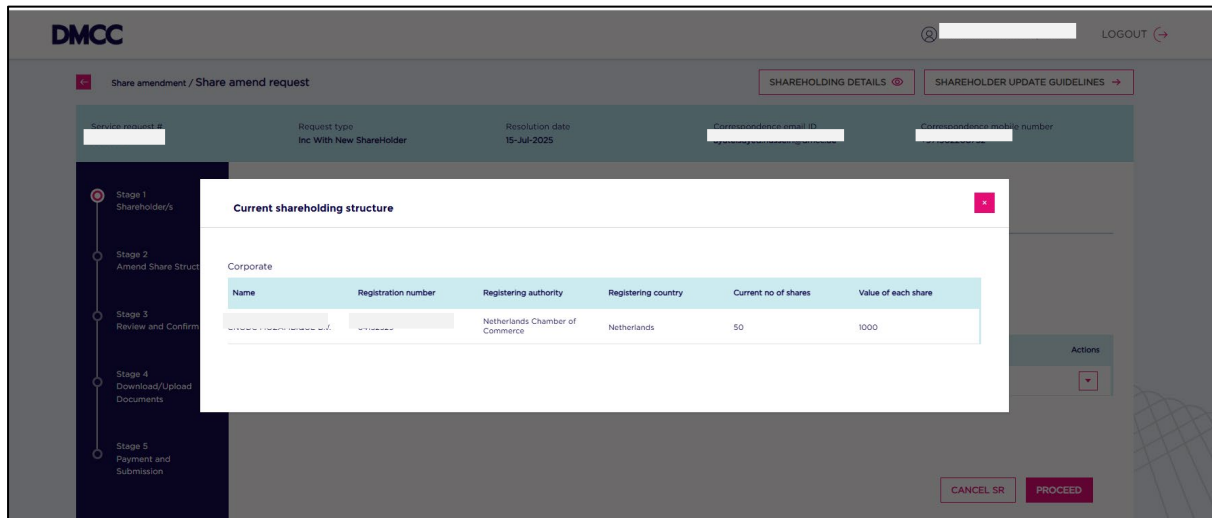 DMCC
LOGOUT
Share amendment / Share amend request
SHAREHOLDING DETAILS
SHAREHOLDER UPDATE GUIDELINES →
Service request #
Request type
Resolution date
Correspondence email ID
Correspondence mobile number
Inc With New ShareHolder
15-Jul-2025
Stage 1
Shareholder/s
Stage 2
Amend Share Struct
Stage 3
Review and Confirm
Stage 4
Download/Upload
Documents
Stage 5
Payment and
Submission
Current shareholding structure
×
Corporate
Name Registration number Registering authority Registering country Current no of shares Value of each share
Netherlands Chamber of
Commerce
Netherlands
50
1000
Actions
CANCEL SR
PROCEED